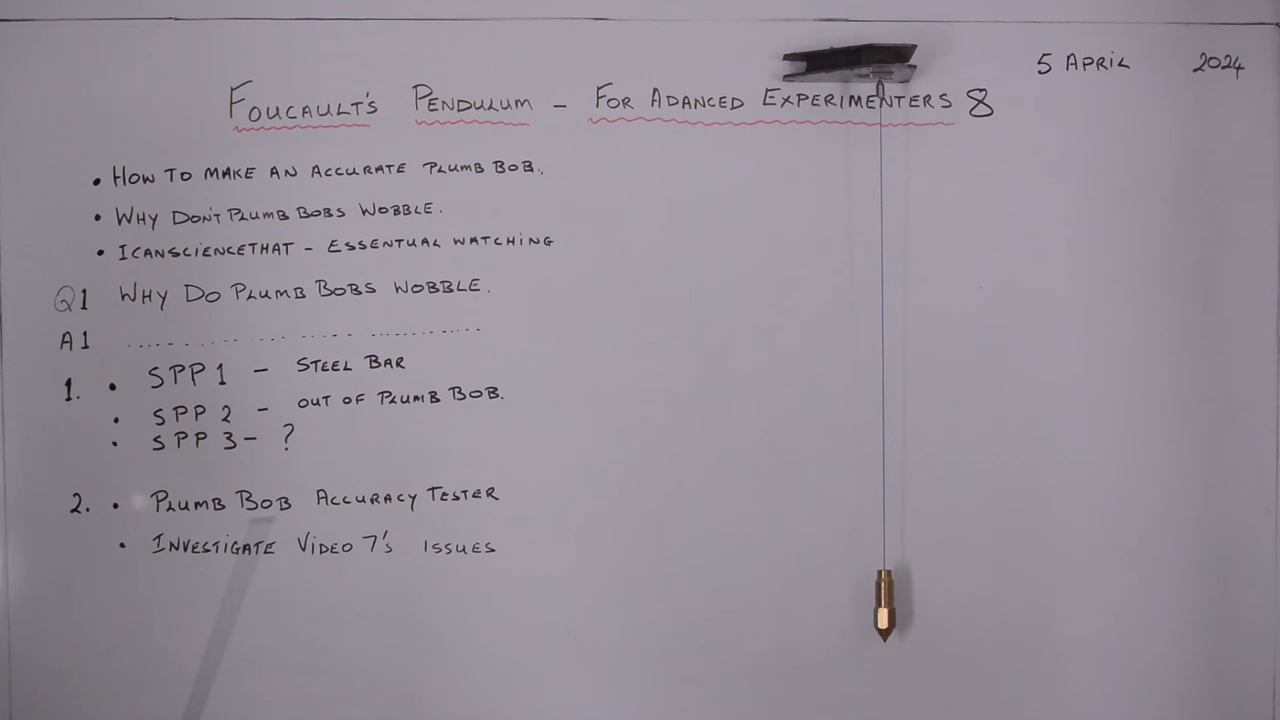 5 APRIL 2024
FOUCAULT'S PENDULUM - FOR ADANCED EXPERIMENTERS 8
• HOW TO MAKE AN ACCURATE PLUMB BOB.
• WHY DON'T PLUMB BOBS WOBBLE.
• ICANSCIENCETHAT - ESSENTUAL WATCHING
Q1 WHY DO PLUMB BOBS WOBBLE.
A1 ..............................
1. • SPP 1 - STEEL BAR
• SPP 2 - OUT OF PLUMB BOB.
• SPP 3 - ?
2. • PLUMB BOB ACCURACY TESTER
• INVESTIGATE VIDEO 7'S ISSUES